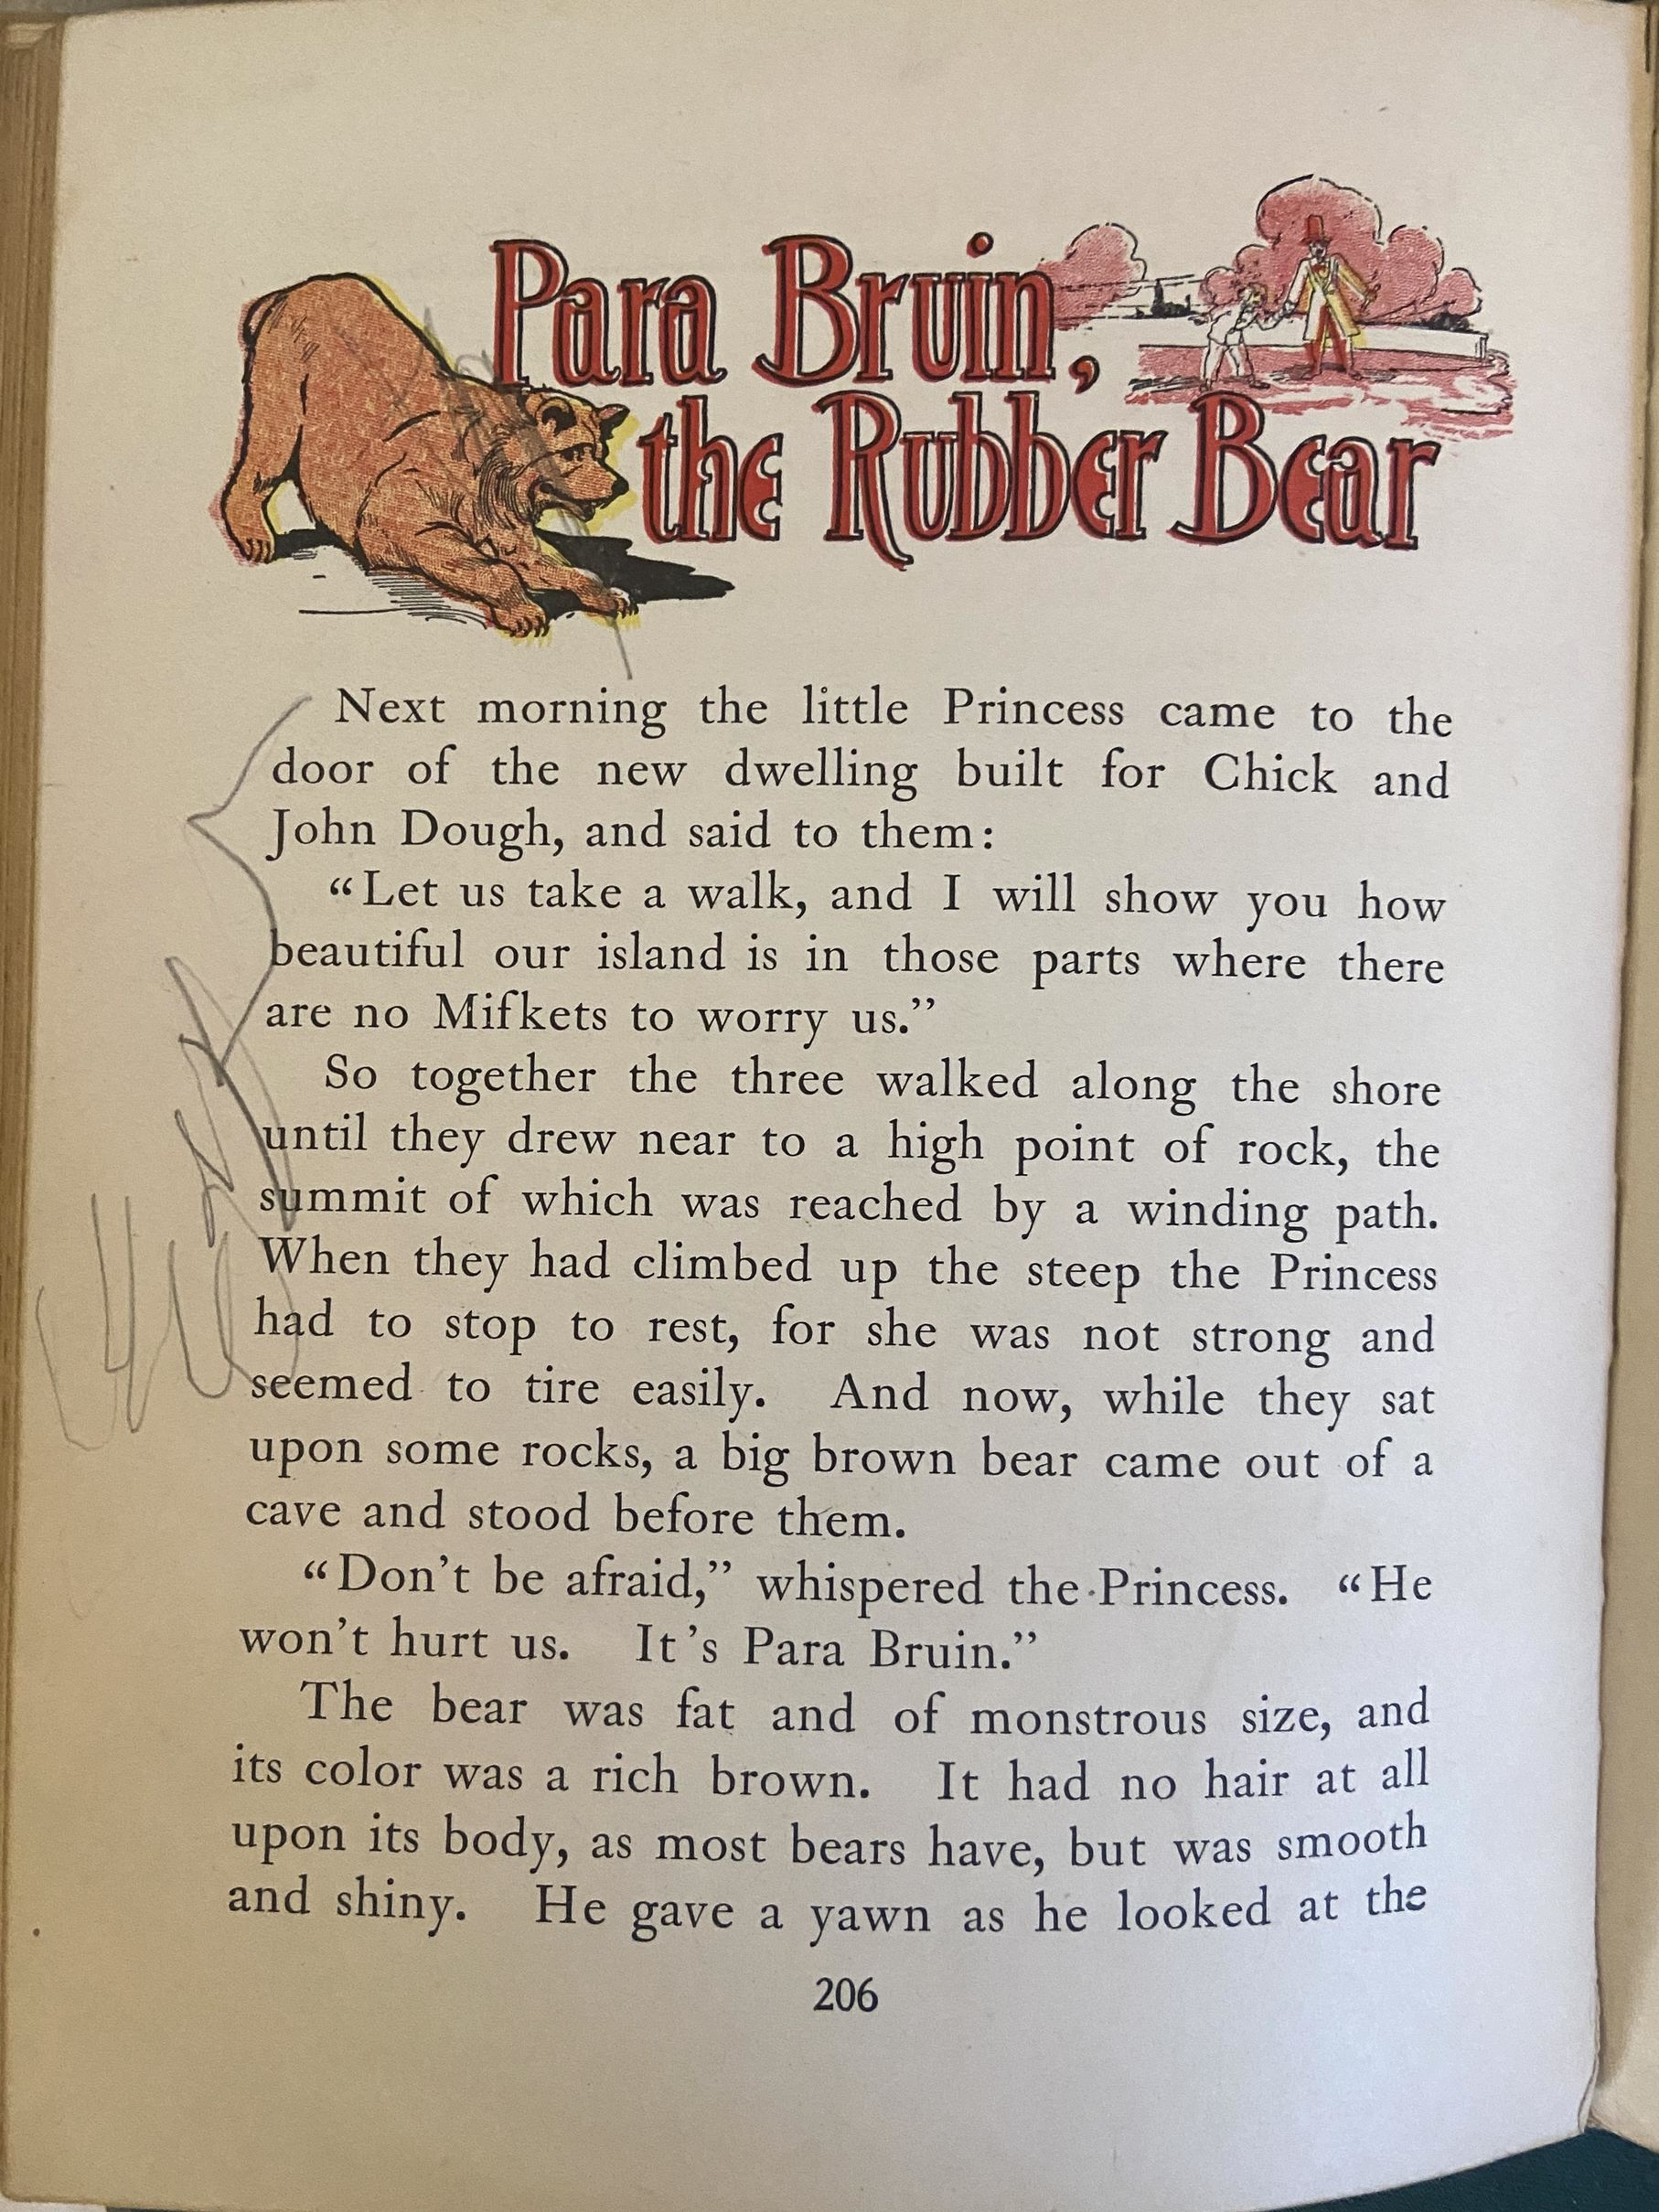 Para Bruin,
the Rubber Bear
Next morning the little Princess came to the
door of the new dwelling built for Chick and
John Dough, and said to them:
“Let us take a walk, and I will show you how
beautiful our island is in those parts where there
are no Mifkets to worry us.”
So together the three walked along the shore
until they drew near to a high point of rock, the
summit of which was reached by a winding path.
When they had climbed up the steep the Princess
had to stop to rest, for she was not strong and
seemed to tire easily. And now, while they sat
upon some rocks, a big brown bear came out of a
cave and stood before them.
“Don’t be afraid,” whispered the Princess. “He
won’t hurt us. It’s Para Bruin.”
The bear was fat and of monstrous size, and
its color was a rich brown. It had no hair at all
upon its body, as most bears have, but was smooth
and shiny. He gave a yawn as he looked at the
206